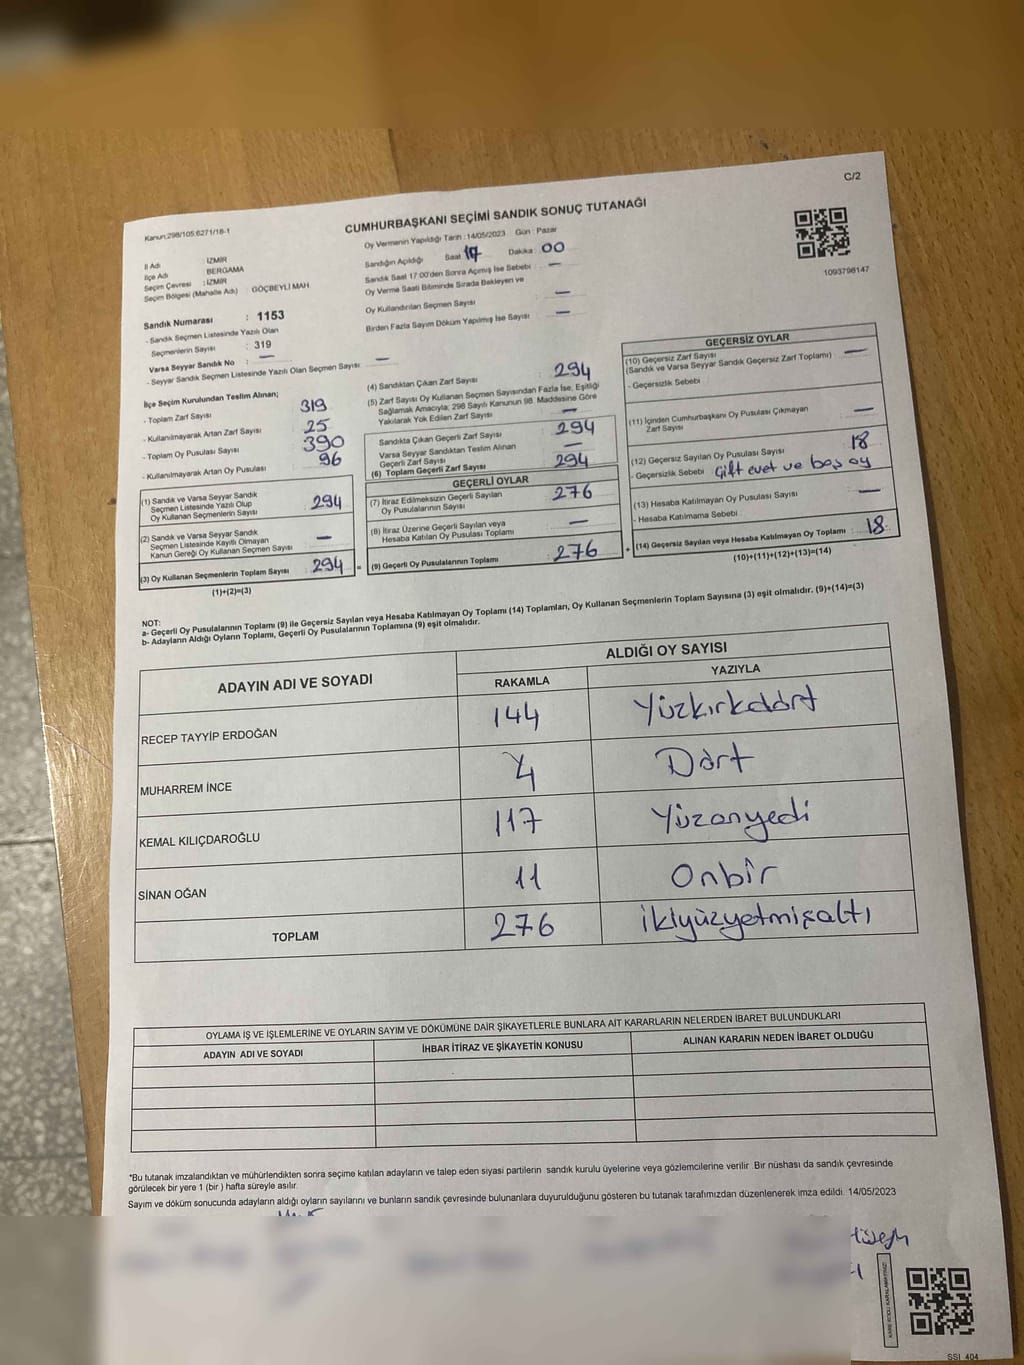 C/2
Kanun:298/105.6271/18-1
CUMHURBAŞKANI SEÇİMİ SANDIK SONUÇ TUTANAĞI
Oy Vermenin Yapıldığı Tarih : 14/05/2023 Gün : Pazar
1093796147
İl Adı : İZMİR
İlçe Adı : BERGAMA
Seçim Çevresi : İZMİR
Seçim Bölgesi (Mahalle Adı) : GÖÇBEYLİ MAH.
Sandığın Açıldığı Saat 17 Dakika 00
Sandık Saat 17:00'den Sonra Açılmış İse Sebebi —
Oy Verme Saati Bitiminde Sırada Bekleyen ve
Oy Kullandırılan Seçmen Sayısı —
Birden Fazla Sayım Döküm Yapılmış İse Sayısı —
Sandık Numarası : 1153
- Sandık Seçmen Listesinde Yazılı Olan
Seçmenlerin Sayısı : 319
Varsa Seyyar Sandık No : —
- Seyyar Sandık Seçmen Listesinde Yazılı Olan Seçmen Sayısı: —
İlçe Seçim Kurulundan Teslim Alınan;
- Toplam Zarf Sayısı 319
- Kullanılmayarak Artan Zarf Sayısı 25
- Toplam Oy Pusulası Sayısı 390
- Kullanılmayarak Artan Oy Pusulası 96
(1) Sandık ve Varsa Seyyar Sandık
Seçmen Listesinde Yazılı Olup
Oy Kullanan Seçmenlerin Sayısı 294
(2) Sandık ve Varsa Seyyar Sandık
Seçmen Listesinde Kayıtlı Olmayan
Kanun Gereği Oy Kullanan Seçmen Sayısı —
(3) Oy Kullanan Seçmenlerin Toplam Sayısı 294
(1)+(2)=(3)
(4) Sandıktan Çıkan Zarf Sayısı 294
(5) Zarf Sayısı Oy Kullanan Seçmen Sayısından Fazla İse, Eşitliği
Sağlamak Amacıyla; 298 Sayılı Kanunun 98. Maddesine Göre
Yakılarak Yok Edilen Zarf Sayısı —
Sandıkta Çıkan Geçerli Zarf Sayısı 294
Varsa Seyyar Sandıktan Teslim Alınan
Geçerli Zarf Sayısı —
(6) Toplam Geçerli Zarf Sayısı 294
GEÇERLİ OYLAR
(7) İtiraz Edilmeksizin Geçerli Sayılan
Oy Pusulalarının Sayısı 276
(8) İtiraz Üzerine Geçerli Sayılan veya
Hesaba Katılan Oy Pusulası Toplamı —
= (9) Geçerli Oy Pusulalarının Toplamı 276
GEÇERSİZ OYLAR
(10) Geçersiz Zarf Sayısı
(Sandık ve Varsa Seyyar Sandık Geçersiz Zarf Toplamı) —
- Geçersizlik Sebebi
(11) İçinden Cumhurbaşkanı Oy Pusulası Çıkmayan
Zarf Sayısı —
(12) Geçersiz Sayılan Oy Pusulası Sayısı 18
- Geçersizlik Sebebi Çift evet ve boş oy
(13) Hesaba Katılmayan Oy Pusulası Sayısı —
- Hesaba Katılmama Sebebi
+ (14) Geçersiz Sayılan veya Hesaba Katılmayan Oy Toplamı : 18
(10)+(11)+(12)+(13)=(14)
NOT:
a- Geçerli Oy Pusulalarının Toplamı (9) ile Geçersiz Sayılan veya Hesaba Katılmayan Oy Toplamı (14) Toplamları, Oy Kullanan Seçmenlerin Toplam Sayısına (3) eşit olmalıdır. (9)+(14)=(3)
b- Adayların Aldığı Oyların Toplamı, Geçerli Oy Pusulalarının Toplamına (9) eşit olmalıdır.
ADAYIN ADI VE SOYADI ALDIĞI OY SAYISI
RAKAMLA YAZIYLA
RECEP TAYYİP ERDOĞAN 144 Yüzkırkdört
MUHARREM İNCE 4 Dört
KEMAL KILIÇDAROĞLU 117 Yüzonyedi
SİNAN OĞAN 11 Onbir
TOPLAM 276 ikiyüzyetmişaltı
OYLAMA İŞ VE İŞLEMLERİNE VE OYLARIN SAYIM VE DÖKÜMÜNE DAİR ŞİKAYETLERLE BUNLARA AİT KARARLARIN NELERDEN İBARET BULUNDUKLARI
ADAYIN ADI VE SOYADI İHBAR İTİRAZ VE ŞİKAYETİN KONUSU ALINAN KARARIN NEDEN İBARET OLDUĞU
*Bu tutanak imzalandıktan ve mühürlendikten sonra seçime katılan adayların ve talep eden siyasi partilerin sandık kurulu üyelerine veya gözlemcilerine verilir. Bir nüshası da sandık çevresinde
görülecek bir yere 1 (bir) hafta süreyle asılır.
Sayım ve döküm sonucunda adayların aldığı oyların sayılarını ve bunların sandık çevresinde bulunanlara duyurulduğunu gösteren bu tutanak tarafımızdan düzenlenerek imza edildi. 14/05/2023
KARE KODU KARALAMAYINIZ
SSI_404